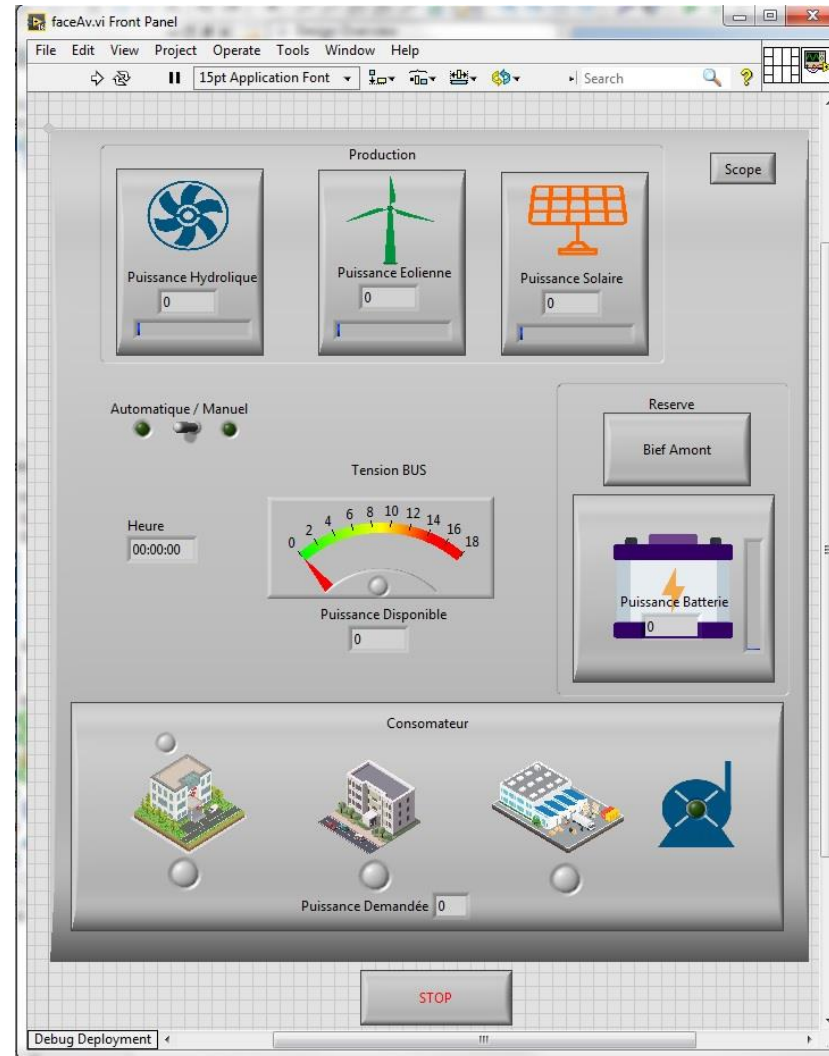 faceAv.vi Front Panel
File Edit View Project Operate Tools Window Help
15pt Application Font
Search
Production
Scope
Puissance Hydrolique
0
Puissance Eolienne
0
Puissance Solaire
0
Automatique / Manuel
Reserve
Bief Amont
Tension BUS
0 2 4 6 8 10 12 14 16 18
Heure
00:00:00
Puissance Disponible
0
Puissance Batterie
0
Consomateur
Puissance Demandée 0
STOP
Debug Deployment